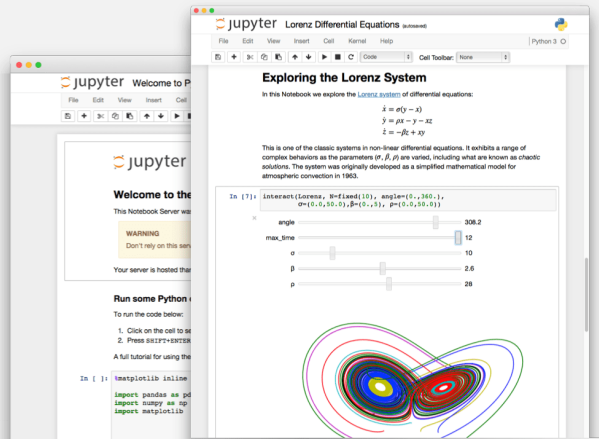 jupyter Lorenz Differential Equations (autosaved)
File Edit View Insert Cell Kernel Help
Python 3
Code Cell Toolbar: None
Exploring the Lorenz System
In this Notebook we explore the Lorenz system of differential equations:
ẋ = σ(y − x)
ẏ = ρx − y − xz
ż = −βz + xy
This is one of the classic systems in non-linear differential equations. It exhibits a range of
complex behaviors as the parameters (σ, β, ρ) are varied, including what are known as chaotic
solutions. The system was originally developed as a simplified mathematical model for
atmospheric convection in 1963.
In [7]: interact(Lorenz, N=fixed(10), angle=(0.,360.),
σ=(0.0,50.0),β=(0.,5), ρ=(0.0,50.0))
angle 308.2
max_time 12
σ 10
β 2.6
ρ 28
jupyter Welcome to P
File Edit View Insert Cell
jupyter
Welcome to the
This Notebook Server was
WARNING
Don't rely on this serv
Your server is hosted than
Run some Python c
To run the code below:
1. Click on the cell to se
2. Press SHIFT+ENTER
A full tutorial for using the
In [ ]: %matplotlib inline
import pandas as pd
import numpy as np
import matplotlib